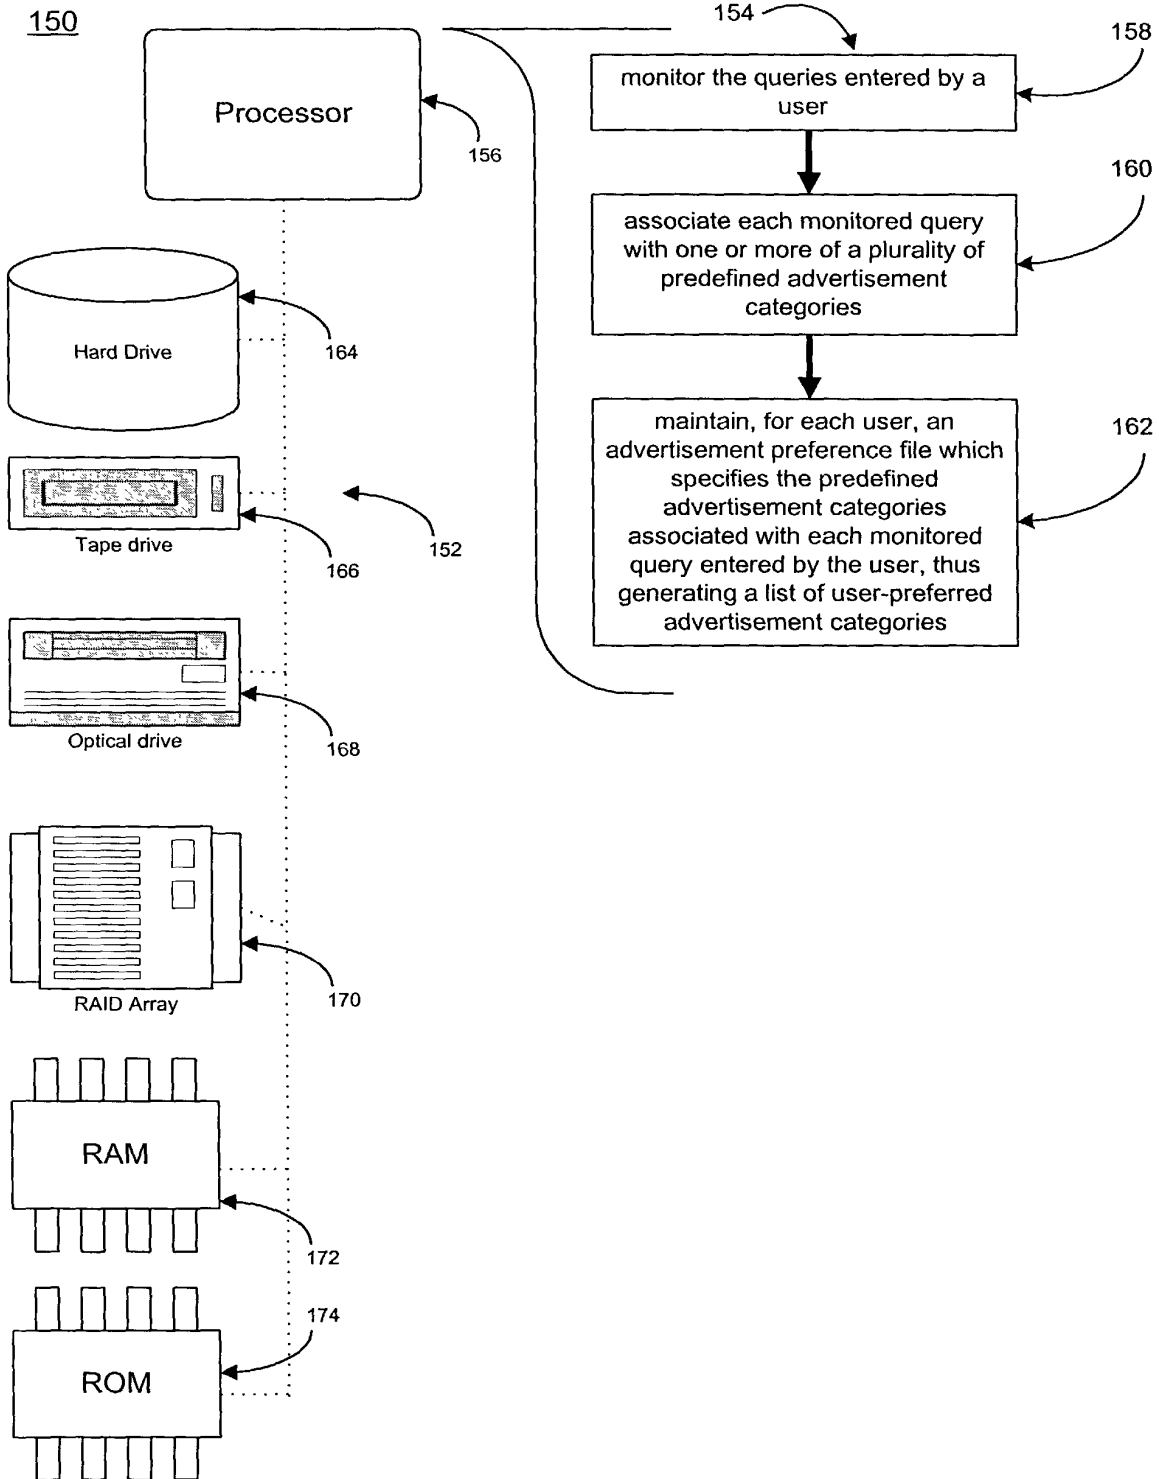 150
Processor
156
154
158
monitor the queries entered by a
user
160
associate each monitored query
with one or more of a plurality of
predefined advertisement
categories
162
maintain, for each user, an
advertisement preference file which
specifies the predefined
advertisement categories
associated with each monitored
query entered by the user, thus
generating a list of user-preferred
advertisement categories
Hard Drive
164
152
Tape drive
166
Optical drive
168
RAID Array
170
RAM
172
174
ROM